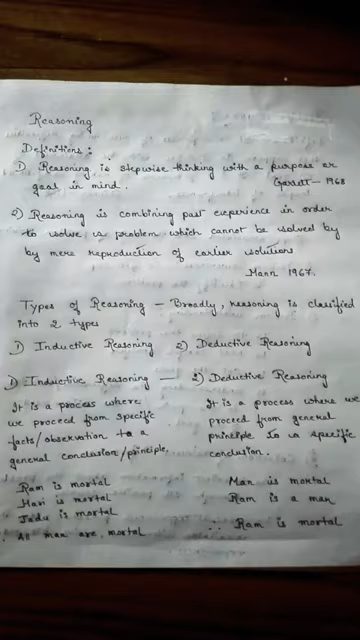 Reasoning
Definitions :
1) Reasoning is stepwise thinking with a purpose or
goal in mind.
Garrett - 1968
2) Reasoning is combining past experience in order
to solve a problem which cannot be solved by
by mere reproduction of earlier solutions
Mann 1967.
Types of Reasoning - Broadly, reasoning is classified
into 2 types
1) Inductive Reasoning 2) Deductive Reasoning
1) Inductive Reasoning —
It is a process where
we proceed from specific
facts/observation to a
general conclusion/principle.
Ram is mortal
Hari is mortal
Jadu is mortal
∴ All man are mortal
2) Deductive Reasoning
It is a process where we
proceed from general
principle to a specific
conclusion.
Man is mortal
Ram is a man
∴ Ram is mortal